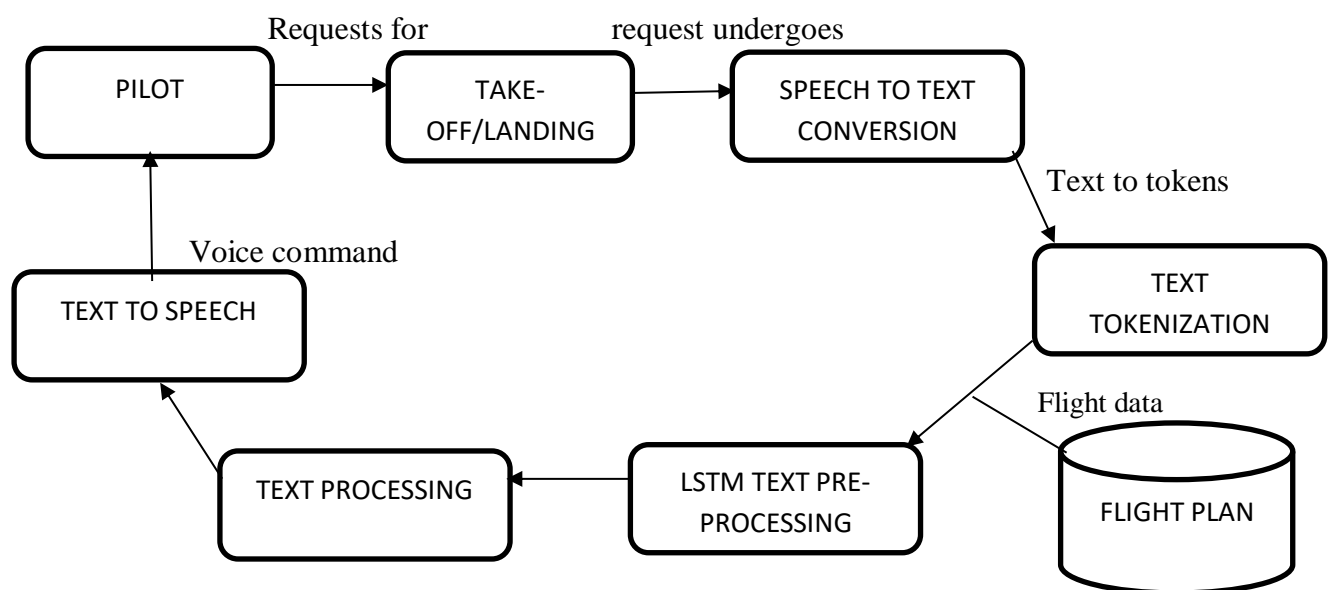 Requests for
request undergoes
PILOT
TAKE-
OFF/LANDING
SPEECH TO TEXT
CONVERSION
Text to tokens
Voice command
TEXT TO SPEECH
TEXT
TOKENIZATION
Flight data
TEXT PROCESSING
LSTM TEXT PRE-
PROCESSING
FLIGHT PLAN